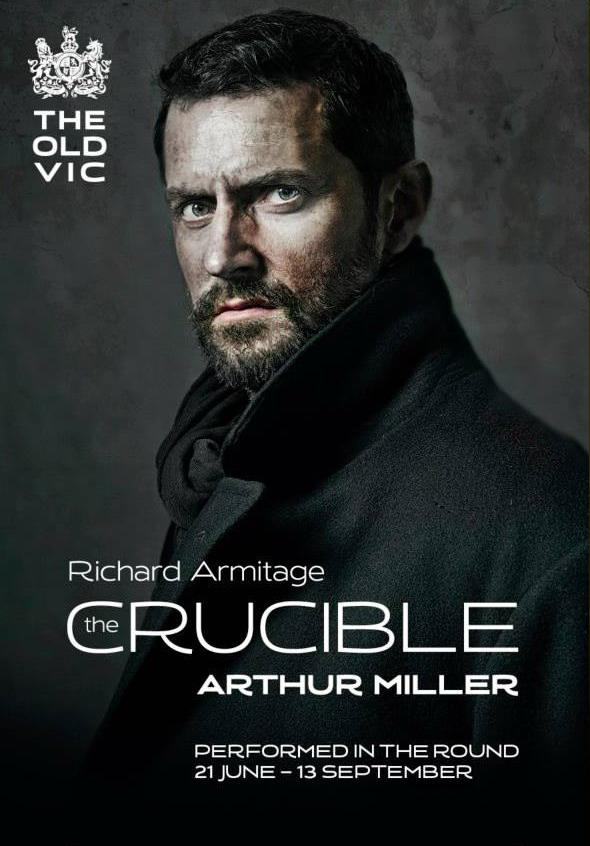 THE
OLD
VIC
Richard Armitage
the CRUCIBLE
ARTHUR MILLER
PERFORMED IN THE ROUND
21 JUNE – 13 SEPTEMBER